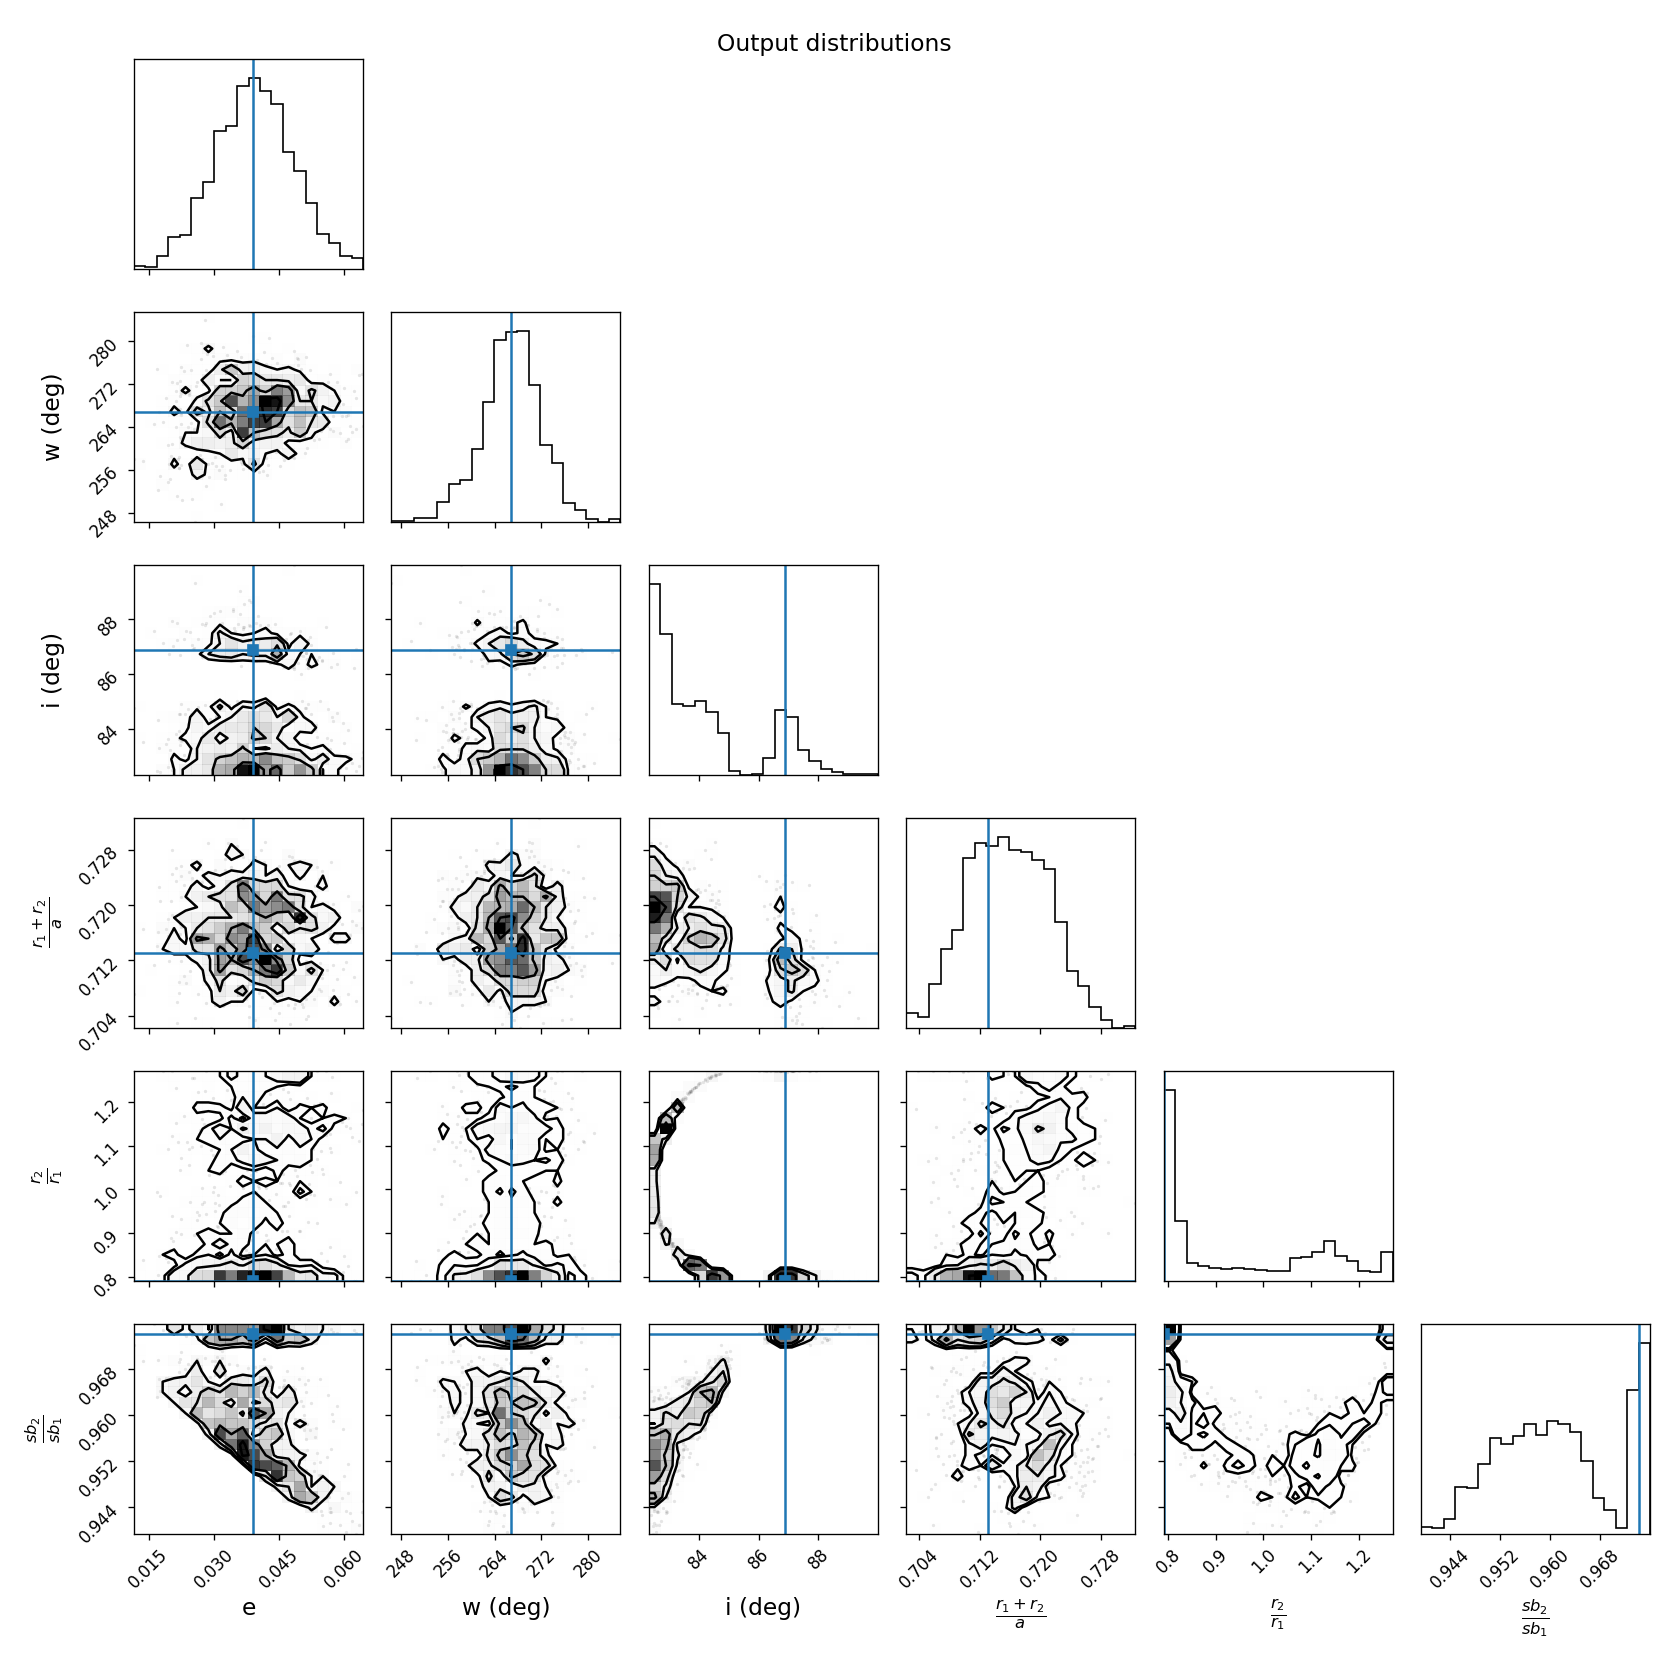 Output distributions
280
272
264
256
248
w (deg)
88
86
84
i (deg)
0.728
0.720
0.712
0.704
r₁ + r₂
a
1.2
1.1
1.0
0.9
0.8
r₂
r₁
0.968
0.960
0.952
0.944
sb₂
sb₁
0.015 0.030 0.045 0.060 248 256 264 272 280 84 86 88 0.704 0.712 0.720 0.728 0.8 0.9 1.0 1.1 1.2 0.944 0.952 0.960 0.968
e w (deg) i (deg)
r₁ + r₂
a
r₂
r₁
sb₂
sb₁